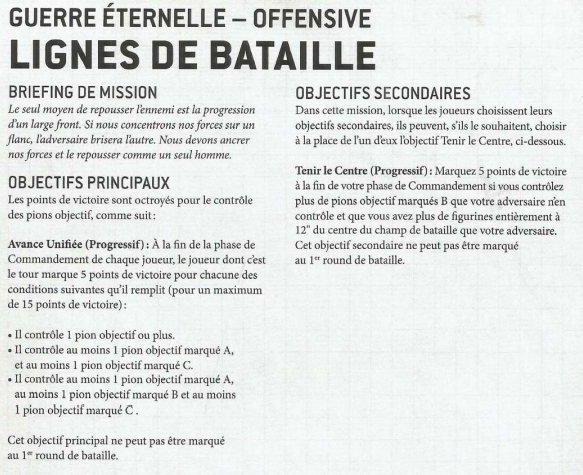 GUERRE ÉTERNELLE – OFFENSIVE
LIGNES DE BATAILLE
BRIEFING DE MISSION
Le seul moyen de repousser l'ennemi est la progression
d'un large front. Si nous concentrons nos forces sur un
flanc, l'adversaire brisera l'autre. Nous devons ancrer
nos forces et le repousser comme un seul homme.
OBJECTIFS PRINCIPAUX
Les points de victoire sont octroyés pour le contrôle
des pions objectif, comme suit :
Avance Unifiée (Progressif) : À la fin de la phase de
Commandement de chaque joueur, le joueur dont c'est
le tour marque 5 points de victoire pour chacune des
conditions suivantes qu'il remplit (pour un maximum
de 15 points de victoire) :
• Il contrôle 1 pion objectif ou plus.
• Il contrôle au moins 1 pion objectif marqué A,
et au moins 1 pion objectif marqué C.
• Il contrôle au moins 1 pion objectif marqué A,
au moins 1 pion objectif marqué B et au moins
1 pion objectif marqué C .
Cet objectif principal ne peut pas être marqué
au 1er round de bataille.
OBJECTIFS SECONDAIRES
Dans cette mission, lorsque les joueurs choisissent leurs
objectifs secondaires, ils peuvent, s'ils le souhaitent, choisir
à la place de l'un d'eux l'objectif Tenir le Centre, ci-dessous.
Tenir le Centre (Progressif) : Marquez 5 points de victoire
à la fin de votre phase de Commandement si vous contrôlez
plus de pions objectif marqués B que votre adversaire n'en
contrôle et que vous avez plus de figurines entièrement à
12" du centre du champ de bataille que votre adversaire.
Cet objectif secondaire ne peut pas être marqué
au 1er round de bataille.